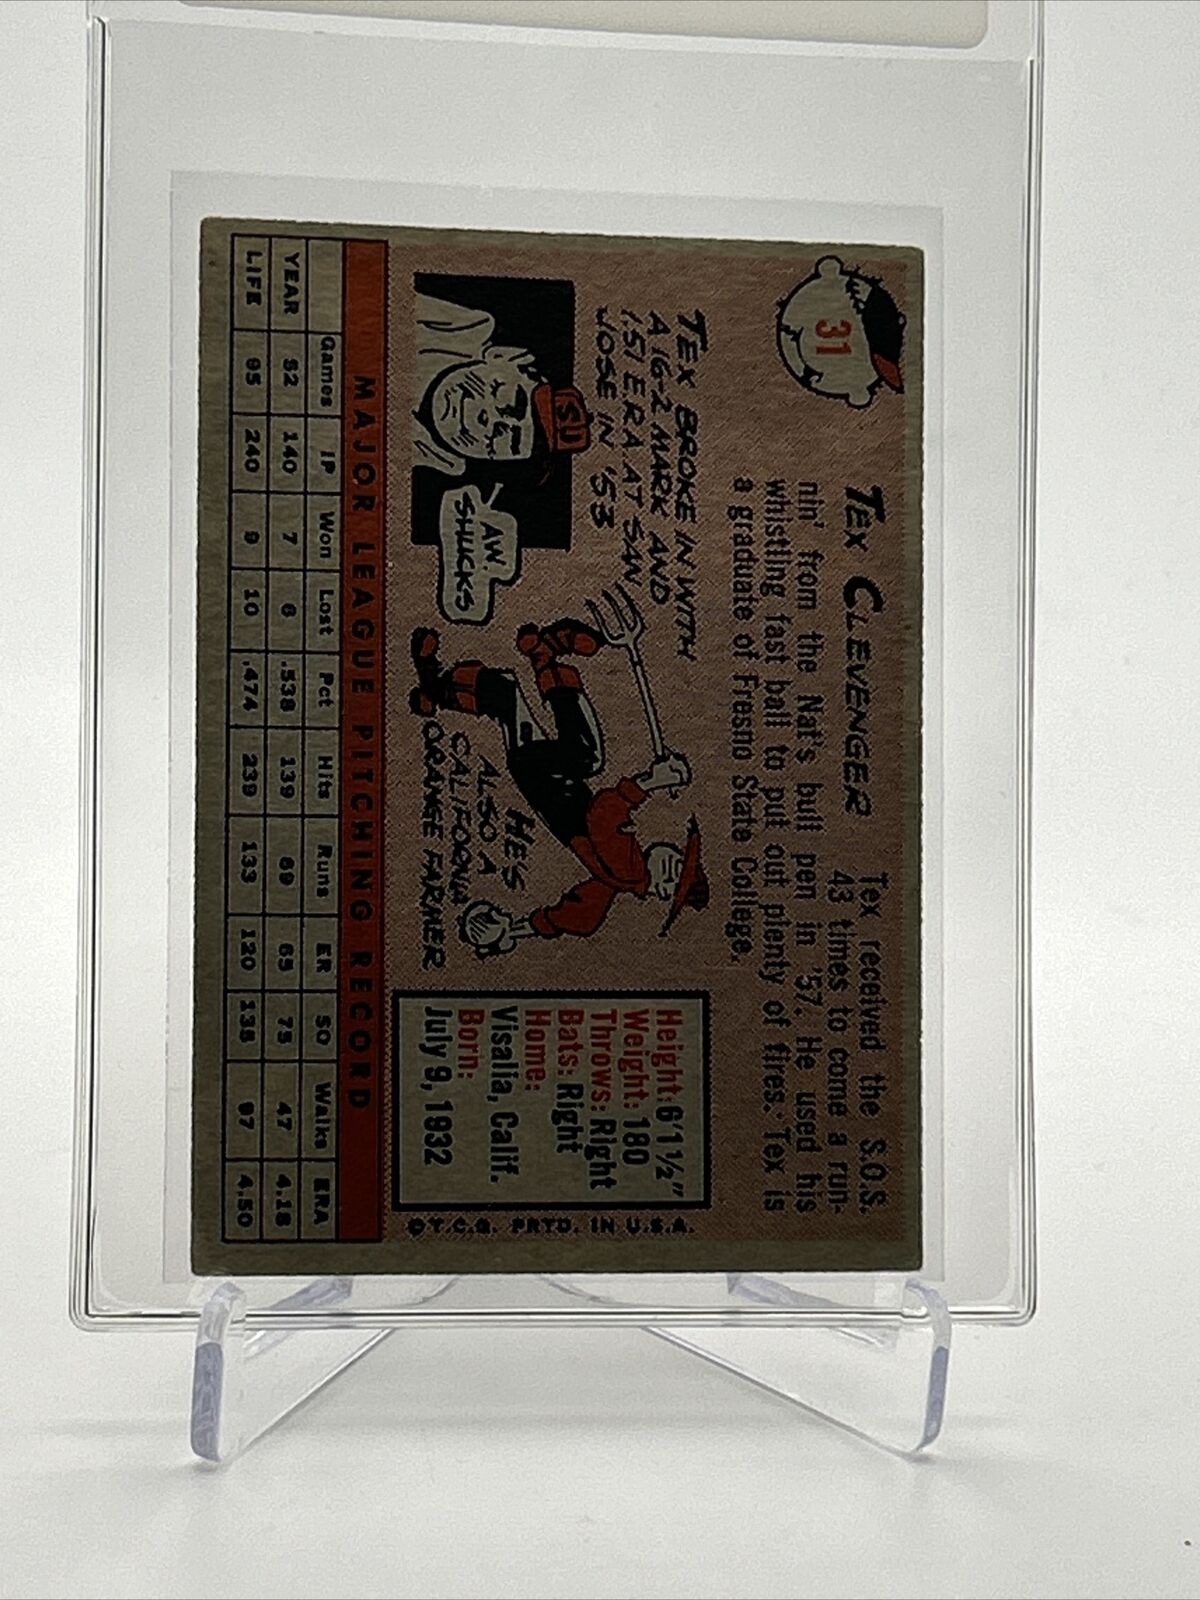 31
TEX CLEVENGER
Tex received the S.O.S.
43 times to come a run-
nin' from the Nat's bull pen in '57. He used his
whistling fast ball to put out plenty of fires. Tex is
a graduate of Fresno State College.
TEX BROKE IN WITH
A 16-2 MARK AND
1.51 ERA AT SAN
JOSE IN '53
SJ
AW,
SHUCKS
HE'S
ALSO A
CALIFORNIA
ORANGE FARMER
Height: 6'1½"
Weight: 180
Throws: Right
Bats: Right
Home:
Visalia, Calif.
Born:
July 9, 1932
©T.C.G. PRTD. IN U.S.A.
MAJOR LEAGUE PITCHING RECORD
Games IP Won Lost Pct Hits Runs ER SO Walks ERA
YEAR 52 140 7 6 .538 139 69 65 75 47 4.18
LIFE 95 240 9 10 .474 239 133 120 138 97 4.50